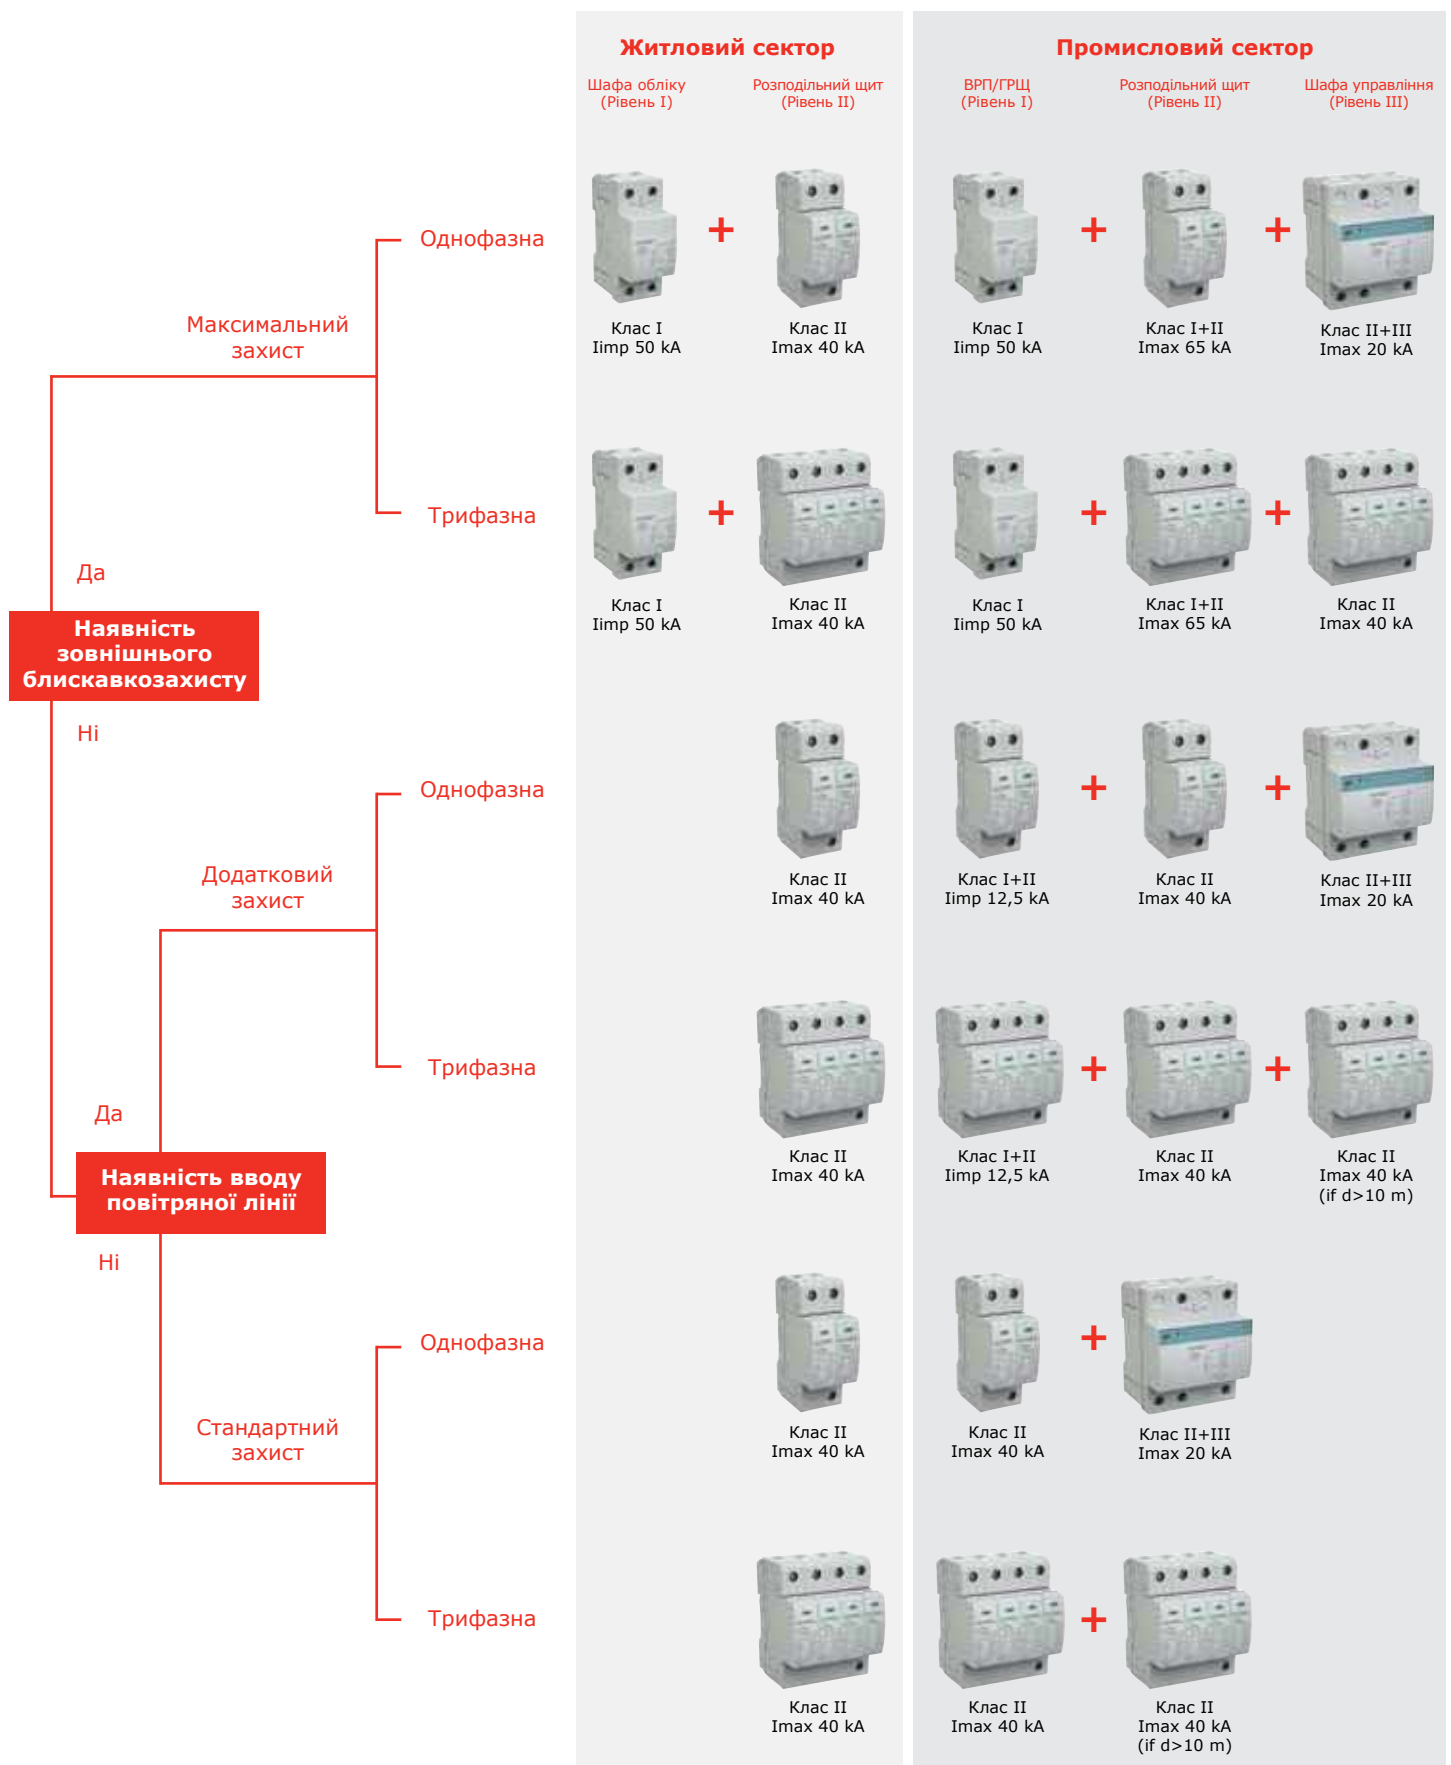 Житловий сектор
Промисловий сектор
Шафа обліку
(Рівень I)
Розподільний щит
(Рівень II)
ВРП/ГРЩ
(Рівень I)
Розподільний щит
(Рівень II)
Шафа управління
(Рівень III)
Однофазна
+
+
+
Максимальний
захист
Клас I
Iimp 50 kA
Клас II
Imax 40 kA
Клас I
Iimp 50 kA
Клас I+II
Imax 65 kA
Клас II+III
Imax 20 kA
Трифазна
+
+
+
Клас I
Iimp 50 kA
Клас II
Imax 40 kA
Клас I
Iimp 50 kA
Клас I+II
Imax 65 kA
Клас II
Imax 40 kA
Да
Наявність
зовнішнього
блискавкозахисту
Ні
Однофазна
+
+
Додатковий
захист
Клас II
Imax 40 kA
Клас I+II
Iimp 12,5 kA
Клас II
Imax 40 kA
Клас II+III
Imax 20 kA
Трифазна
+
+
Клас II
Imax 40 kA
Клас I+II
Iimp 12,5 kA
Клас II
Imax 40 kA
Клас II
Imax 40 kA
(if d>10 m)
Да
Наявність вводу
повітряної лінії
Ні
Однофазна
+
Стандартний
захист
Клас II
Imax 40 kA
Клас II
Imax 40 kA
Клас II+III
Imax 20 kA
Трифазна
+
Клас II
Imax 40 kA
Клас II
Imax 40 kA
Клас II
Imax 40 kA
(if d>10 m)